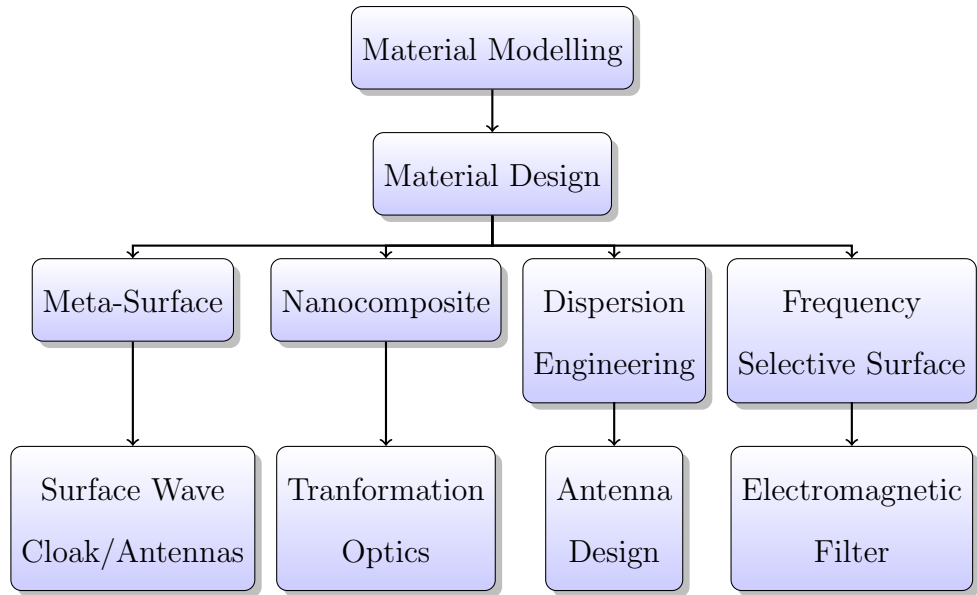 Material Modelling
Material Design
Meta-Surface
Nanocomposite
Dispersion
Engineering
Frequency
Selective Surface
Surface Wave
Cloak/Antennas
Tranformation
Optics
Antenna
Design
Electromagnetic
Filter